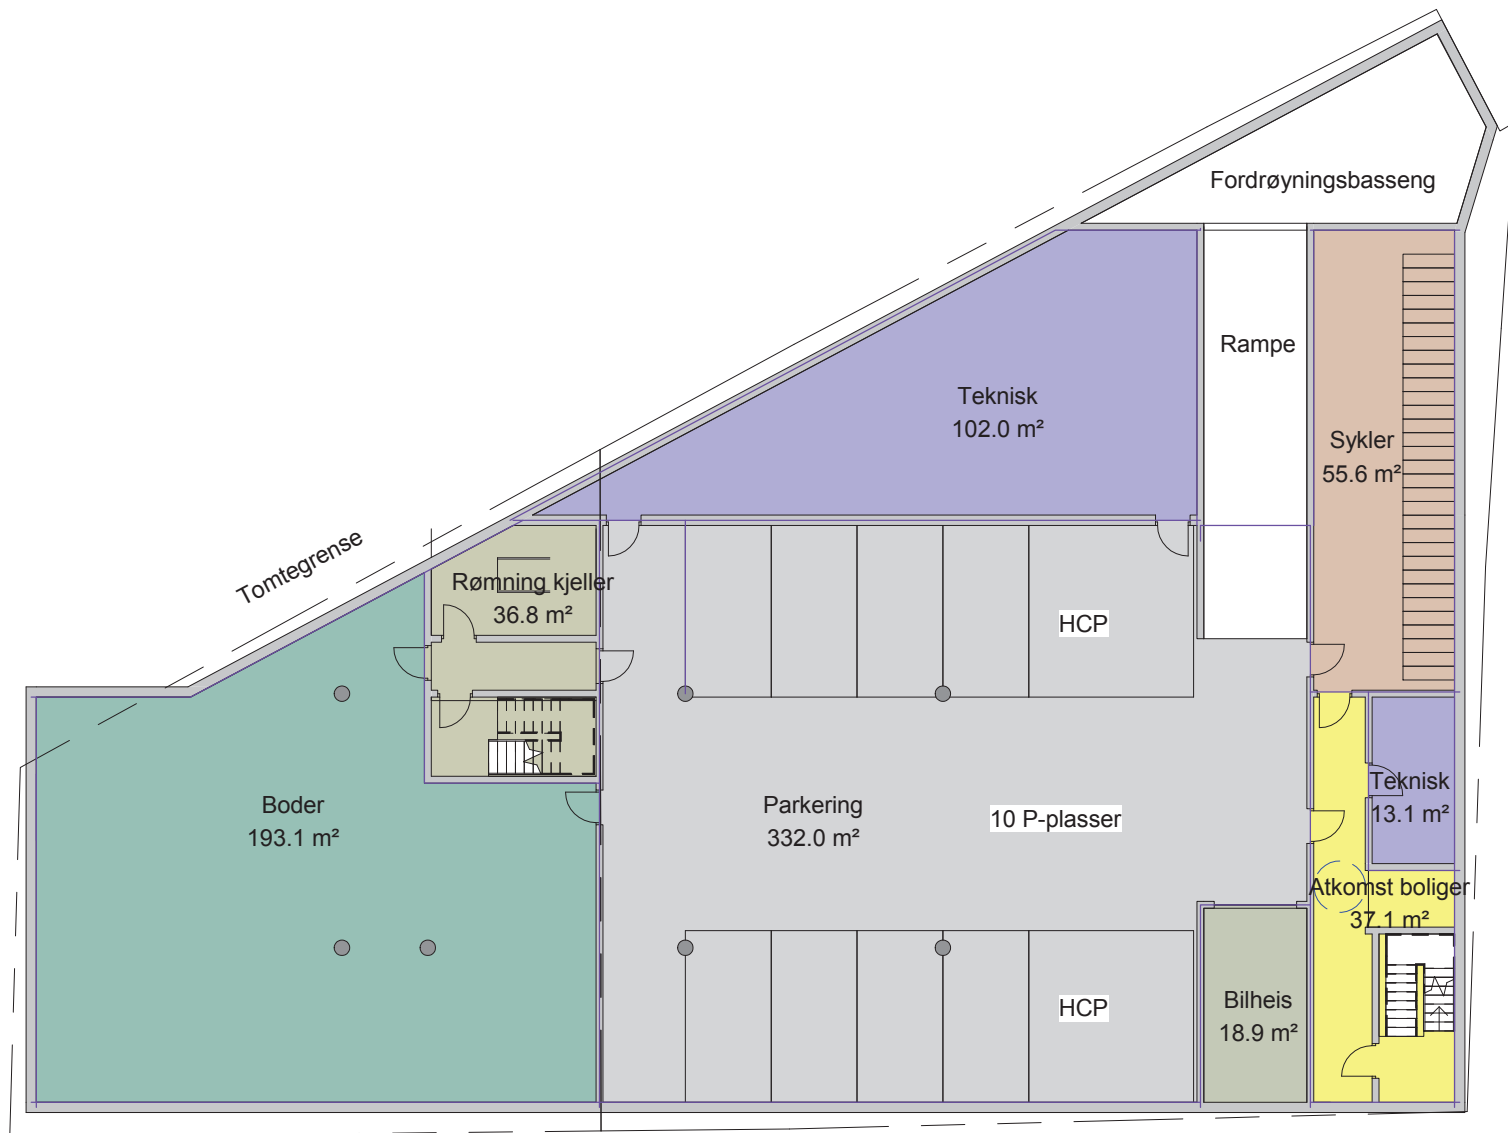 Fordrøyningsbasseng
Rampe
Teknisk
102.0 m²
Sykler
55.6 m²
Tomtegrense
Rømning kjeller
36.8 m²
HCP
Boder
193.1 m²
Parkering
332.0 m²
10 P-plasser
Teknisk
13.1 m²
Atkomst boliger
37.1 m²
HCP
Bilheis
18.9 m²